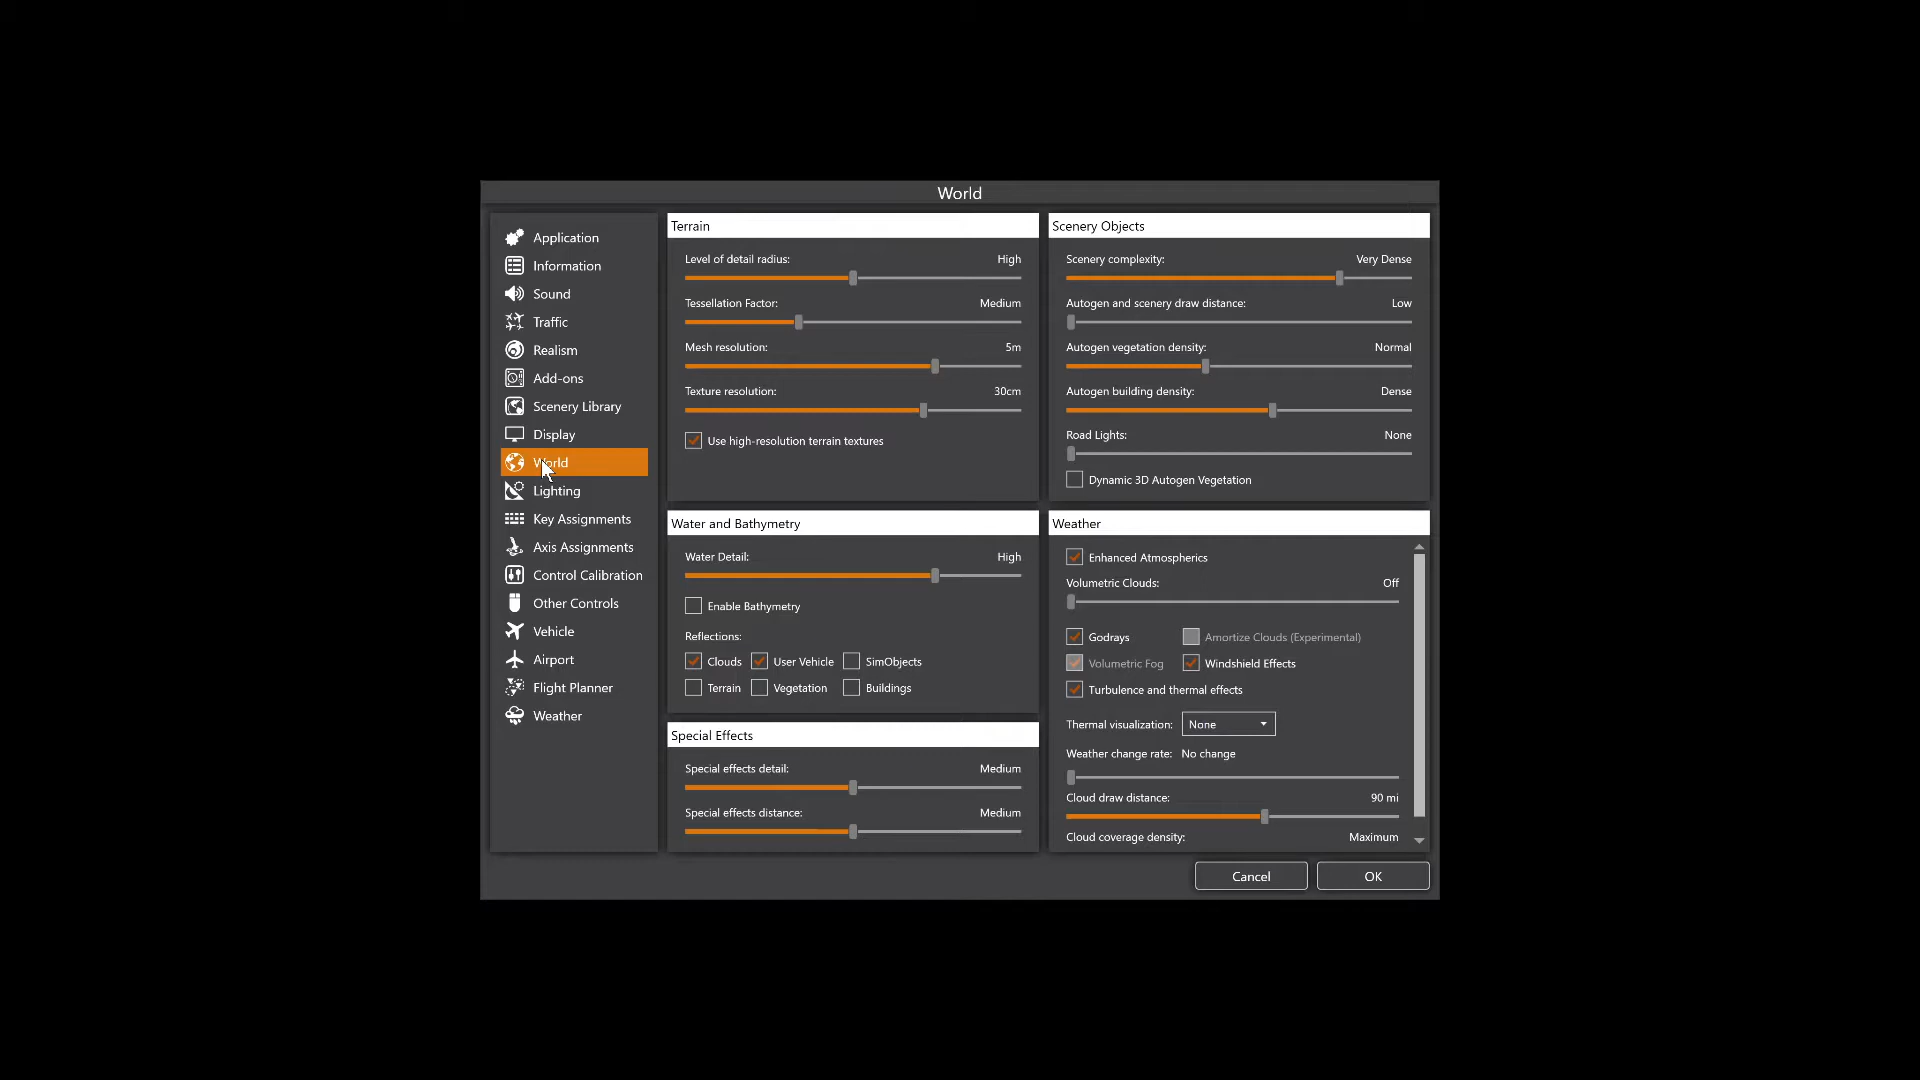 World
Application
Information
Sound
Traffic
Realism
Add-ons
Scenery Library
Display
World
Lighting
Key Assignments
Axis Assignments
Control Calibration
Other Controls
Vehicle
Airport
Flight Planner
Weather
Terrain
Level of detail radius: High
Tessellation Factor: Medium
Mesh resolution: 5m
Texture resolution: 30cm
Use high-resolution terrain textures
Water and Bathymetry
Water Detail: High
Enable Bathymetry
Reflections:
Clouds User Vehicle SimObjects
Terrain Vegetation Buildings
Special Effects
Special effects detail: Medium
Special effects distance: Medium
Scenery Objects
Scenery complexity: Very Dense
Autogen and scenery draw distance: Low
Autogen vegetation density: Normal
Autogen building density: Dense
Road Lights: None
Dynamic 3D Autogen Vegetation
Weather
Enhanced Atmospherics
Volumetric Clouds: Off
Godrays Amortize Clouds (Experimental)
Volumetric Fog Windshield Effects
Turbulence and thermal effects
Thermal visualization: None
Weather change rate: No change
Cloud draw distance: 90 mi
Cloud coverage density: Maximum
Cancel OK